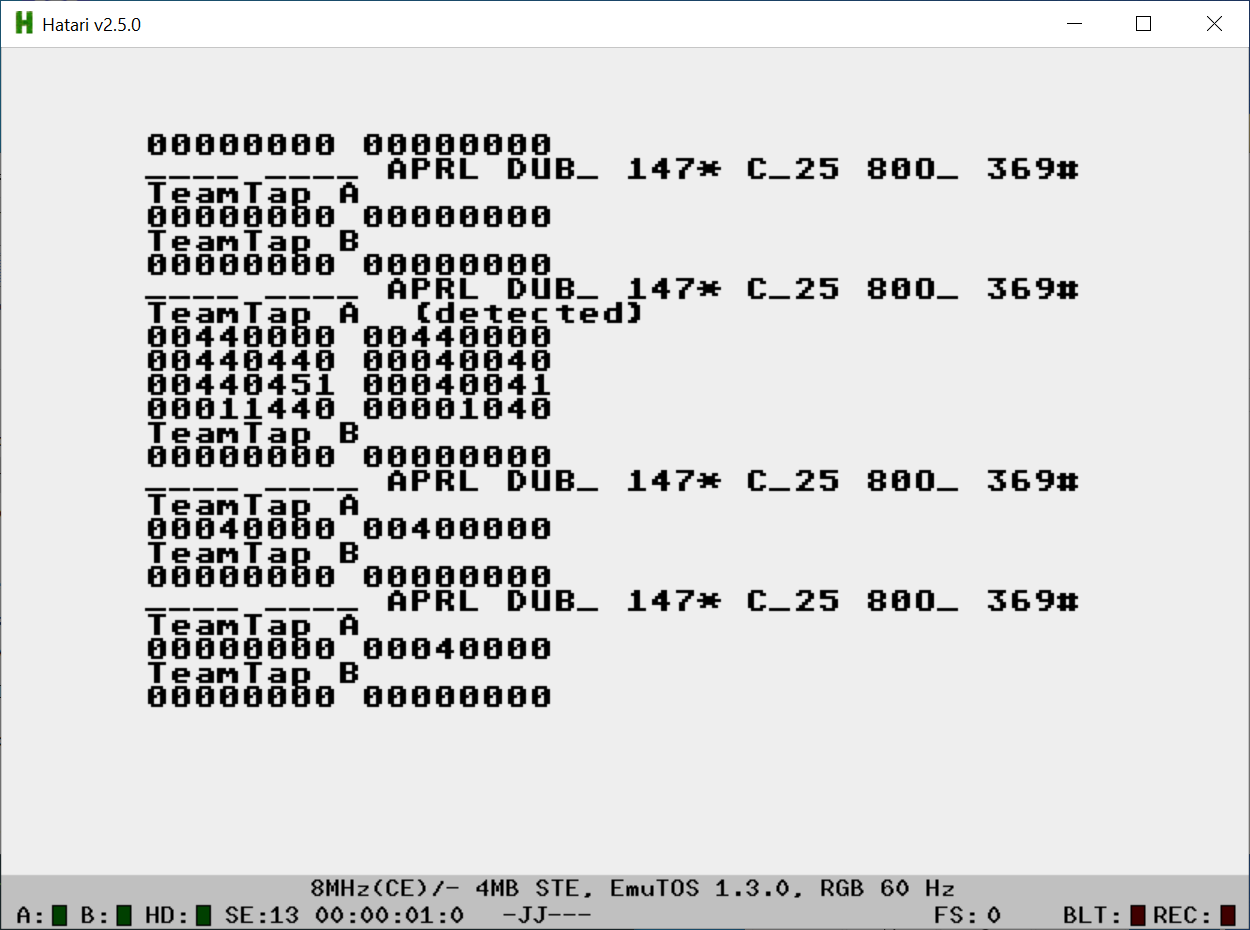 Hatari v2.5.0
00000000 00000000
____ ____ APRL DUB_ 147* C_25 80O_ 369#
TeamTap A
00000000 00000000
TeamTap B
00000000 00000000
____ ____ APRL DUB_ 147* C_25 80O_ 369#
TeamTap A (detected)
00440000 00440000
00440440 00040040
00440451 00040041
00011440 00001040
TeamTap B
00000000 00000000
____ ____ APRL DUB_ 147* C_25 80O_ 369#
TeamTap A
00040000 00400000
TeamTap B
00000000 00000000
____ ____ APRL DUB_ 147* C_25 80O_ 369#
TeamTap A
00000000 00040000
TeamTap B
00000000 00000000
8MHz(CE)/- 4MB STE, EmuTOS 1.3.0, RGB 60 Hz
A: B: HD: SE:13 00:00:01:0 -JJ--- FS: 0 BLT: REC: